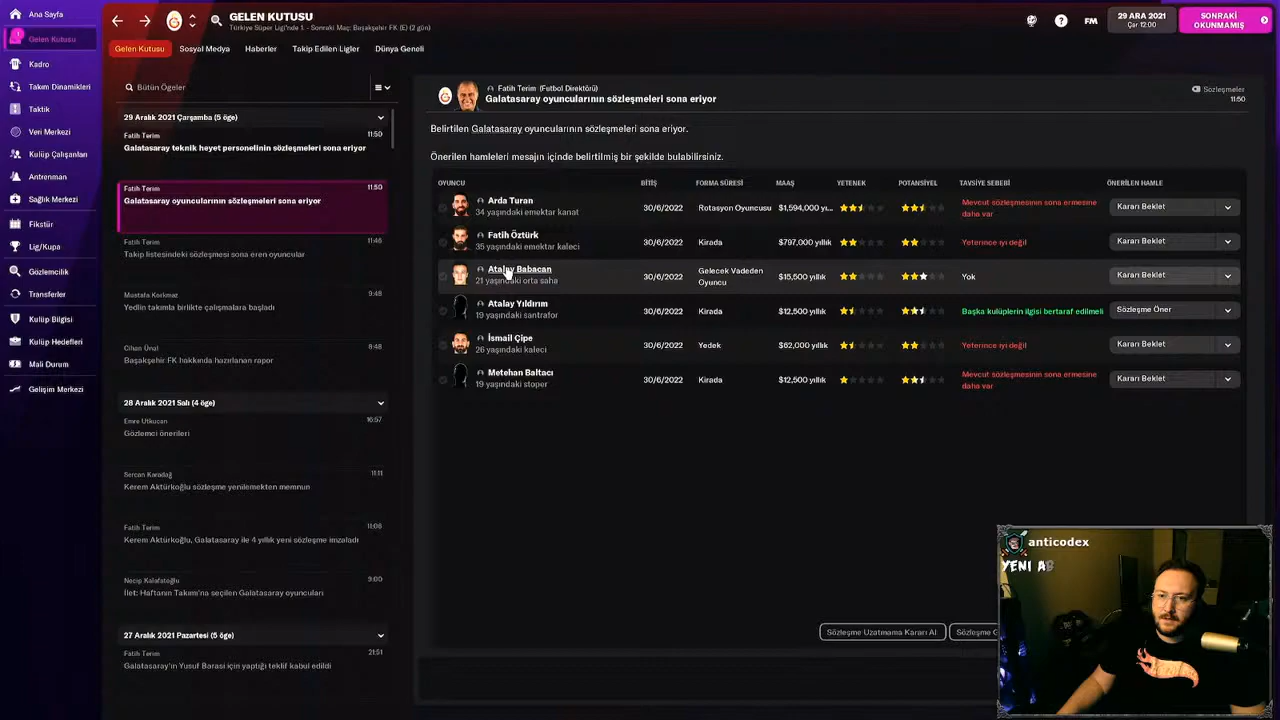 Ana Sayfa
Gelen Kutusu
Kadro
Takım Dinamikleri
Taktik
Veri Merkezi
Kulüp Çalışanları
Antrenman
Sağlık Merkezi
Fikstür
Lig/Kupa
Gözlemcilik
Transferler
Kulüp Bilgisi
Kulüp Hedefleri
Mali Durum
Gelişim Merkezi
GELEN KUTUSU
Türkiye Süper Ligi'nde 1. - Sonraki Maç: Başakşehir FK (E) (2 gün)
FM
29 ARA 2021
Çar 12:00
SONRAKİ
OKUNMAMIŞ
Gelen Kutusu
Sosyal Medya
Haberler
Takip Edilen Ligler
Dünya Geneli
Bütün Ögeler
29 Aralık 2021 Çarşamba (5 öge)
Fatih Terim 11:50
Galatasaray teknik heyet personelinin sözleşmeleri sona eriyor
Fatih Terim 11:50
Galatasaray oyuncularının sözleşmeleri sona eriyor
Fatih Terim 11:46
Takip listesindeki sözleşmesi sona eren oyuncular
Mustafa Korkmaz 9:48
Yedlin takımla birlikte çalışmalara başladı
Cihan Ünal 8:48
Başakşehir FK hakkında hazırlanan rapor
28 Aralık 2021 Salı (4 öge)
Emre Utkucan 16:57
Gözlemci önerileri
Sercan Karadağ 11:11
Kerem Aktürkoğlu sözleşme yenilemekten memnun
Fatih Terim 11:06
Kerem Aktürkoğlu, Galatasaray ile 4 yıllık yeni sözleşme imzaladı
Necip Kalafatoğlu 9:00
İlet: Haftanın Takım'na seçilen Galatasaray oyuncuları
27 Aralık 2021 Pazartesi (5 öge)
Fatih Terim 21:51
Galatasaray'ın Yusuf Barasi için yaptığı teklif kabul edildi
Fatih Terim (Futbol Direktörü)
Galatasaray oyuncularının sözleşmeleri sona eriyor
Sözleşmeler
11:50
Belirtilen Galatasaray oyuncularının sözleşmeleri sona eriyor.
Önerilen hamleleri mesajın içinde belirtilmiş bir şekilde bulabilirsiniz.
OYUNCU BİTİŞ FORMA SÜRESİ MAAŞ YETENEK POTANSİYEL TAVSİYE SEBEBİ ÖNERİLEN HAMLE
Arda Turan
34 yaşındaki emektar kanat
30/6/2022 Rotasyon Oyuncusu $1,594,000 yı...
Mevcut sözleşmesinin sona ermesine
daha var
Kararı Beklet
Fatih Öztürk
35 yaşındaki emektar kaleci
30/6/2022 Kirada $797,000 yıllık Yeterince iyi değil Kararı Beklet
Atalay Babacan
21 yaşındaki orta saha
30/6/2022 Gelecek Vadeden
Oyuncu
$15,500 yıllık Yok Kararı Beklet
Atalay Yıldırım
19 yaşındaki santrafor
30/6/2022 Kirada $12,500 yıllık Başka kulüplerin ilgisi bertaraf edilmeli Sözleşme Öner
İsmail Çipe
26 yaşındaki kaleci
30/6/2022 Yedek $62,000 yıllık Yeterince iyi değil Kararı Beklet
Metehan Baltacı
19 yaşındaki stoper
30/6/2022 Kirada $12,500 yıllık
Mevcut sözleşmesinin sona ermesine
daha var
Kararı Beklet
Sözleşme Uzatmama Kararı Al
Sözleşme
anticodex
YENİ AB